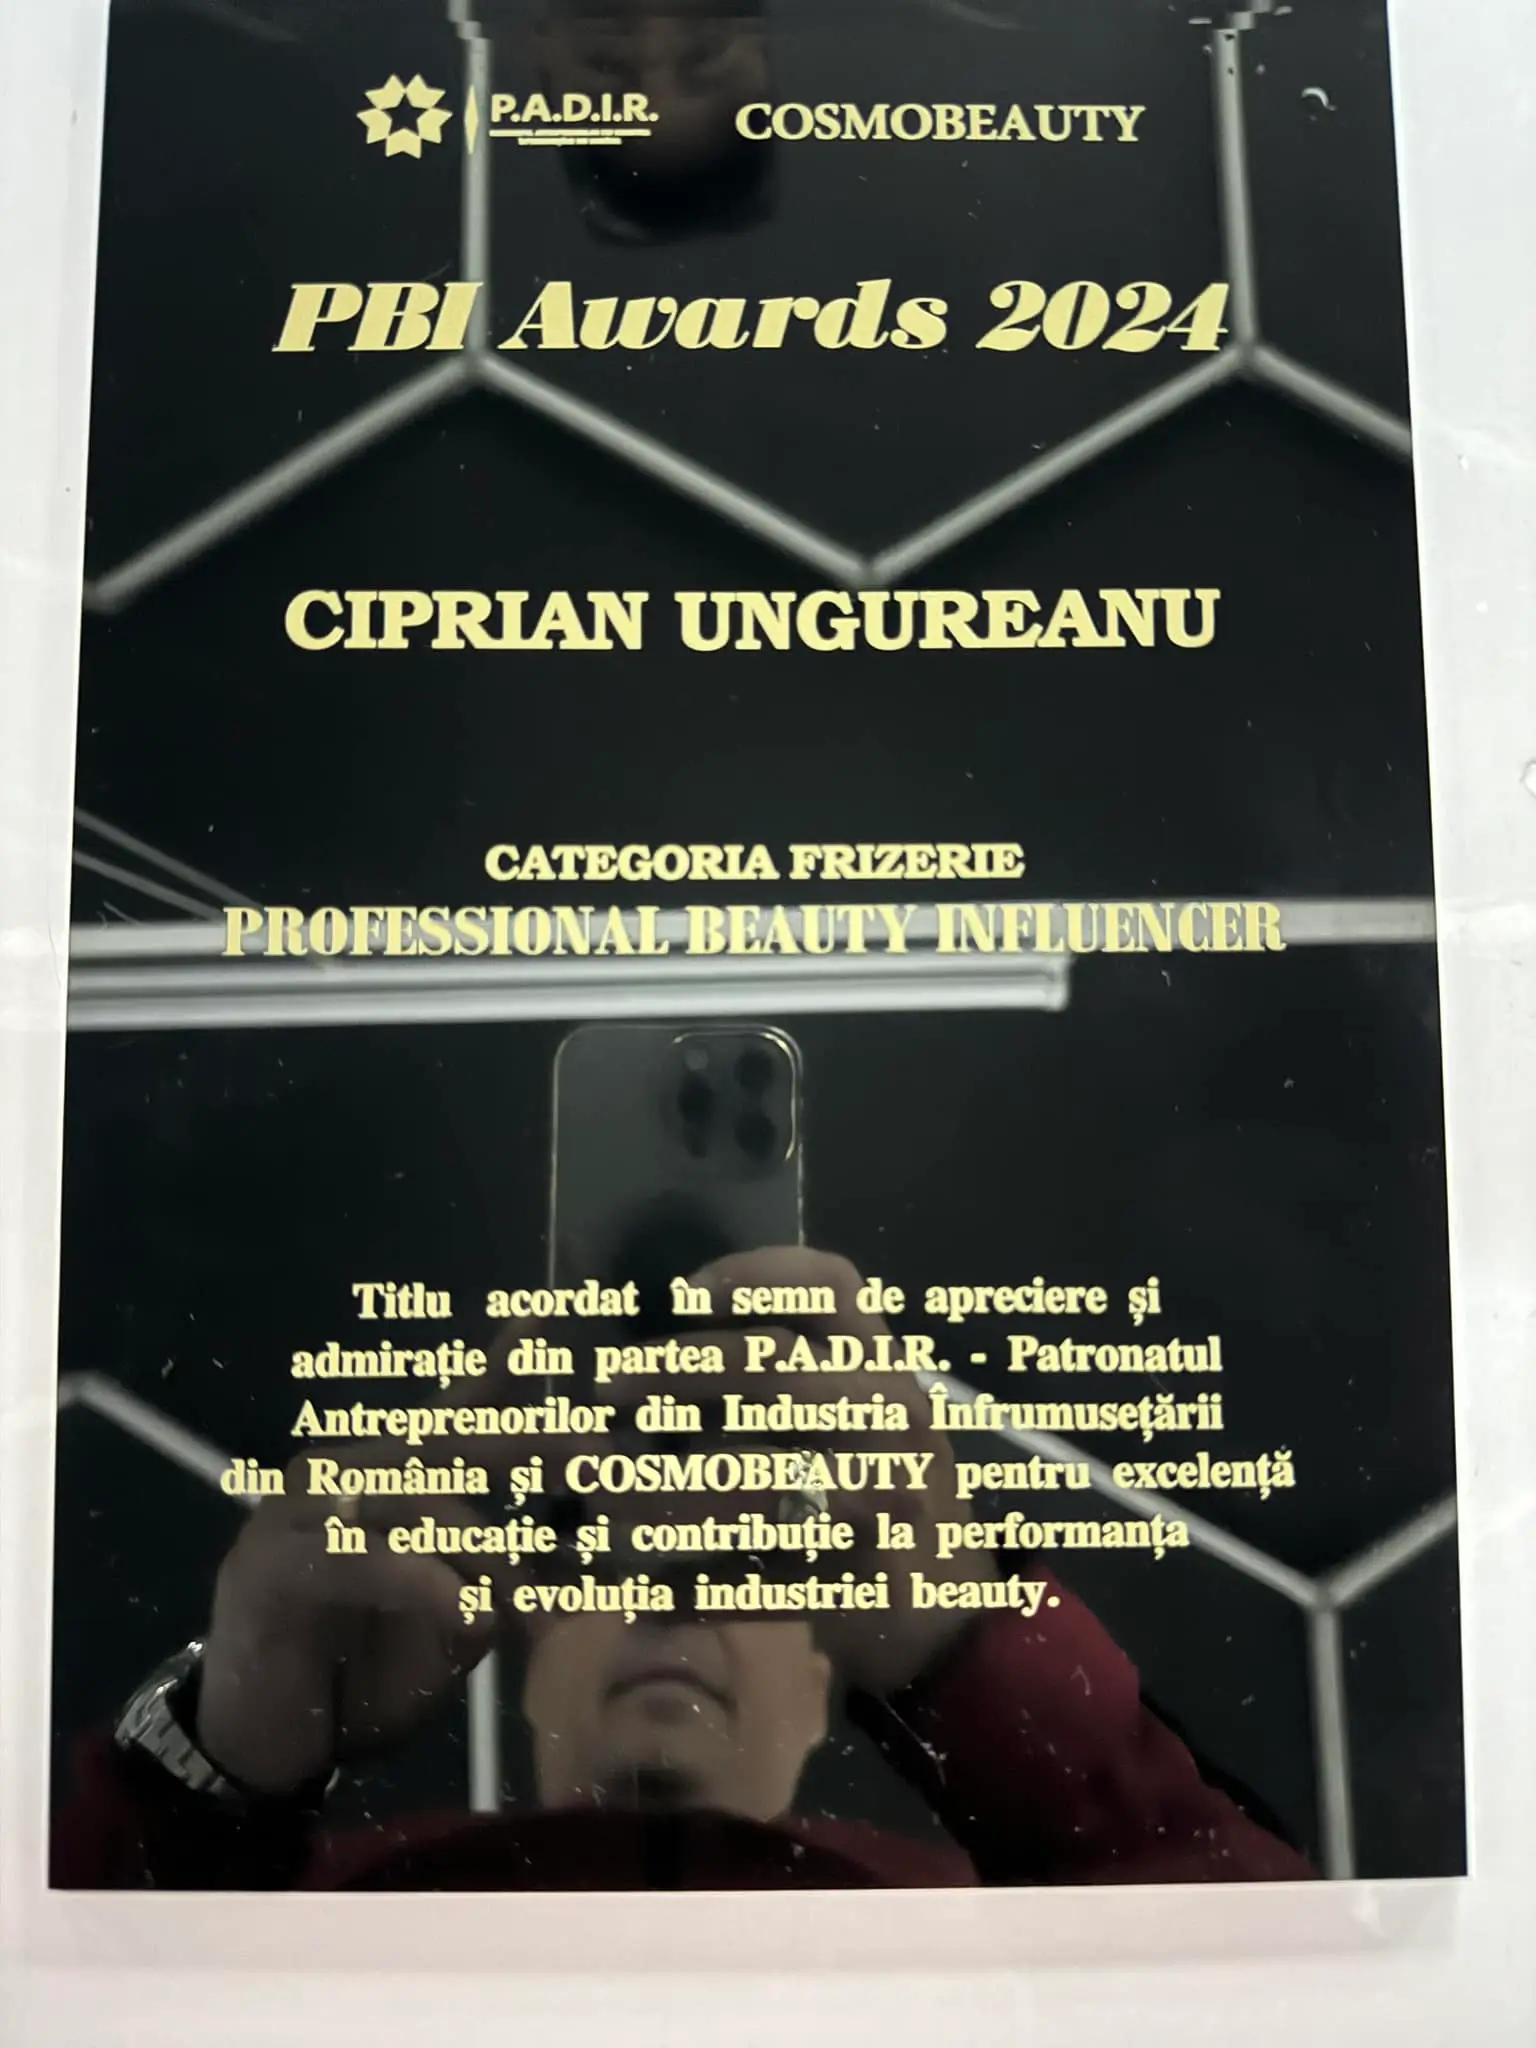 P.A.D.I.R.
COSMOBEAUTY
PBI Awards 2024
CIPRIAN UNGUREANU
CATEGORIA FRIZERIE
PROFESSIONAL BEAUTY INFLUENCER
Titlu acordat în semn de apreciere și
admirație din partea P.A.D.I.R. - Patronatul
Antreprenorilor din Industria Înfrumusețării
din România și COSMOBEAUTY pentru excelență
în educație și contribuție la performanța
și evoluția industriei beauty.